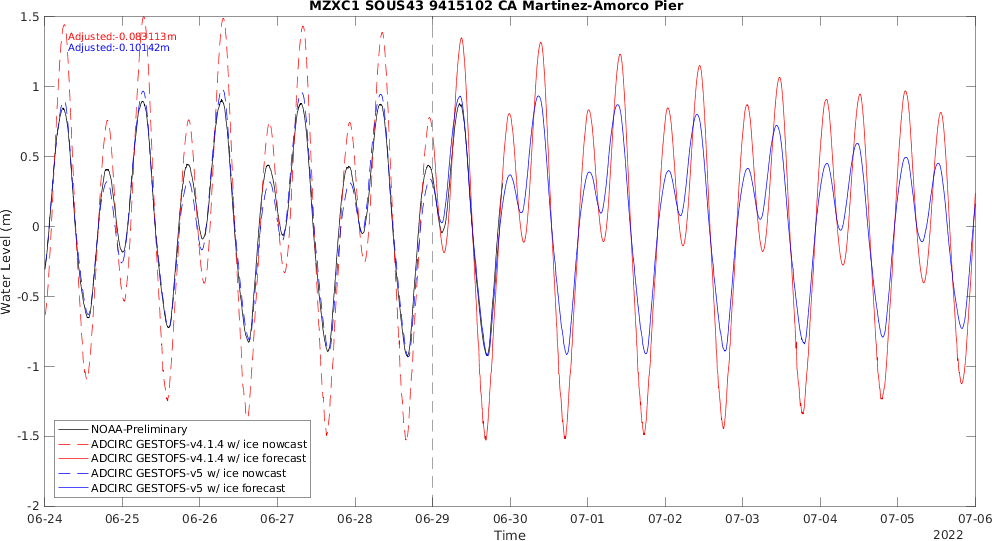 MZXC1 SOUS43 9415102 CA Martinez-Amorco Pier
Adjusted:-0.083113m
Adjusted:-0.10142m
Water Level (m)
1.5
1
0.5
0
-0.5
-1
-1.5
-2
NOAA-Preliminary
ADCIRC GESTOFS-v4.1.4 w/ ice nowcast
ADCIRC GESTOFS-v4.1.4 w/ ice forecast
ADCIRC GESTOFS-v5 w/ ice nowcast
ADCIRC GESTOFS-v5 w/ ice forecast
06-24 06-25 06-26 06-27 06-28 06-29 06-30 07-01 07-02 07-03 07-04 07-05 07-06
Time
2022